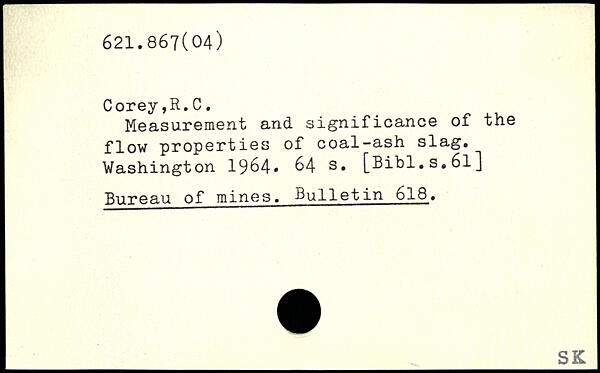 621.867(04)
Corey,R.C.
Measurement and significance of the
flow properties of coal-ash slag.
Washington 1964. 64 s. [Bibl.s.61]
Bureau of mines. Bulletin 618.
SK